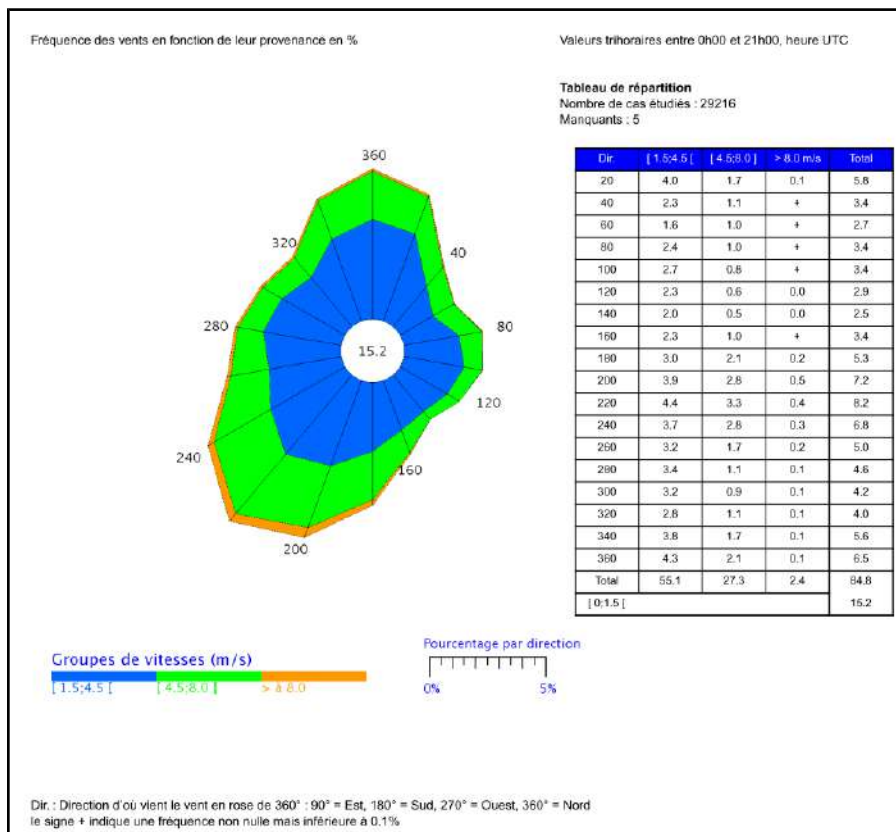 Fréquence des vents en fonction de leur provenance en %
Valeurs trihoraires entre 0h00 et 21h00, heure UTC
Tableau de répartition
Nombre de cas étudiés : 29216
Manquants : 5
360
320
40
280
80
15.2
120
240
160
200
Dir. [ 1.5;4.5 [ [ 4.5;8.0 ] > 8.0 m/s Total
20 4.0 1.7 0.1 5.8
40 2.3 1.1 + 3.4
60 1.6 1.0 + 2.7
80 2.4 1.0 + 3.4
100 2.7 0.8 + 3.4
120 2.3 0.6 0.0 2.9
140 2.0 0.5 0.0 2.5
160 2.3 1.0 + 3.4
180 3.0 2.1 0.2 5.3
200 3.9 2.8 0.5 7.2
220 4.4 3.3 0.4 8.2
240 3.7 2.8 0.3 6.8
260 3.2 1.7 0.2 5.0
280 3.4 1.1 0.1 4.6
300 3.2 0.9 0.1 4.2
320 2.8 1.1 0.1 4.0
340 3.8 1.7 0.1 5.6
360 4.3 2.1 0.1 6.5
Total 55.1 27.3 2.4 84.8
[ 0;1.5 [ 15.2
Groupes de vitesses (m/s)
[ 1.5;4.5 [ [ 4.5;8.0 ] > à 8.0
Pourcentage par direction
0% 5%
Dir. : Direction d'où vient le vent en rose de 360° : 90° = Est, 180° = Sud, 270° = Ouest, 360° = Nord
le signe + indique une fréquence non nulle mais inférieure à 0.1%